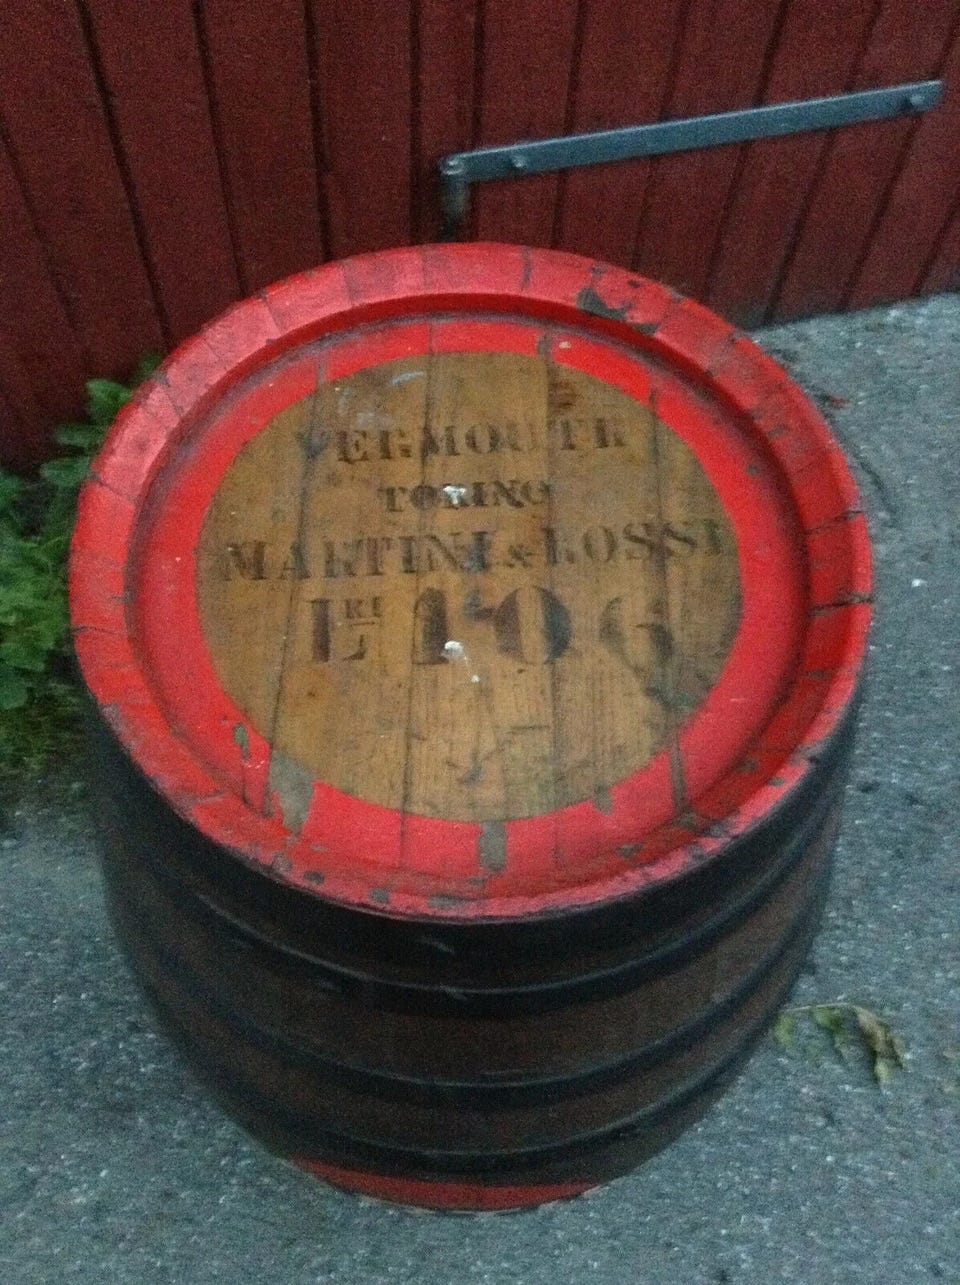 VERMOUTH
TORINO
MARTINI & ROSSI
LRI 106